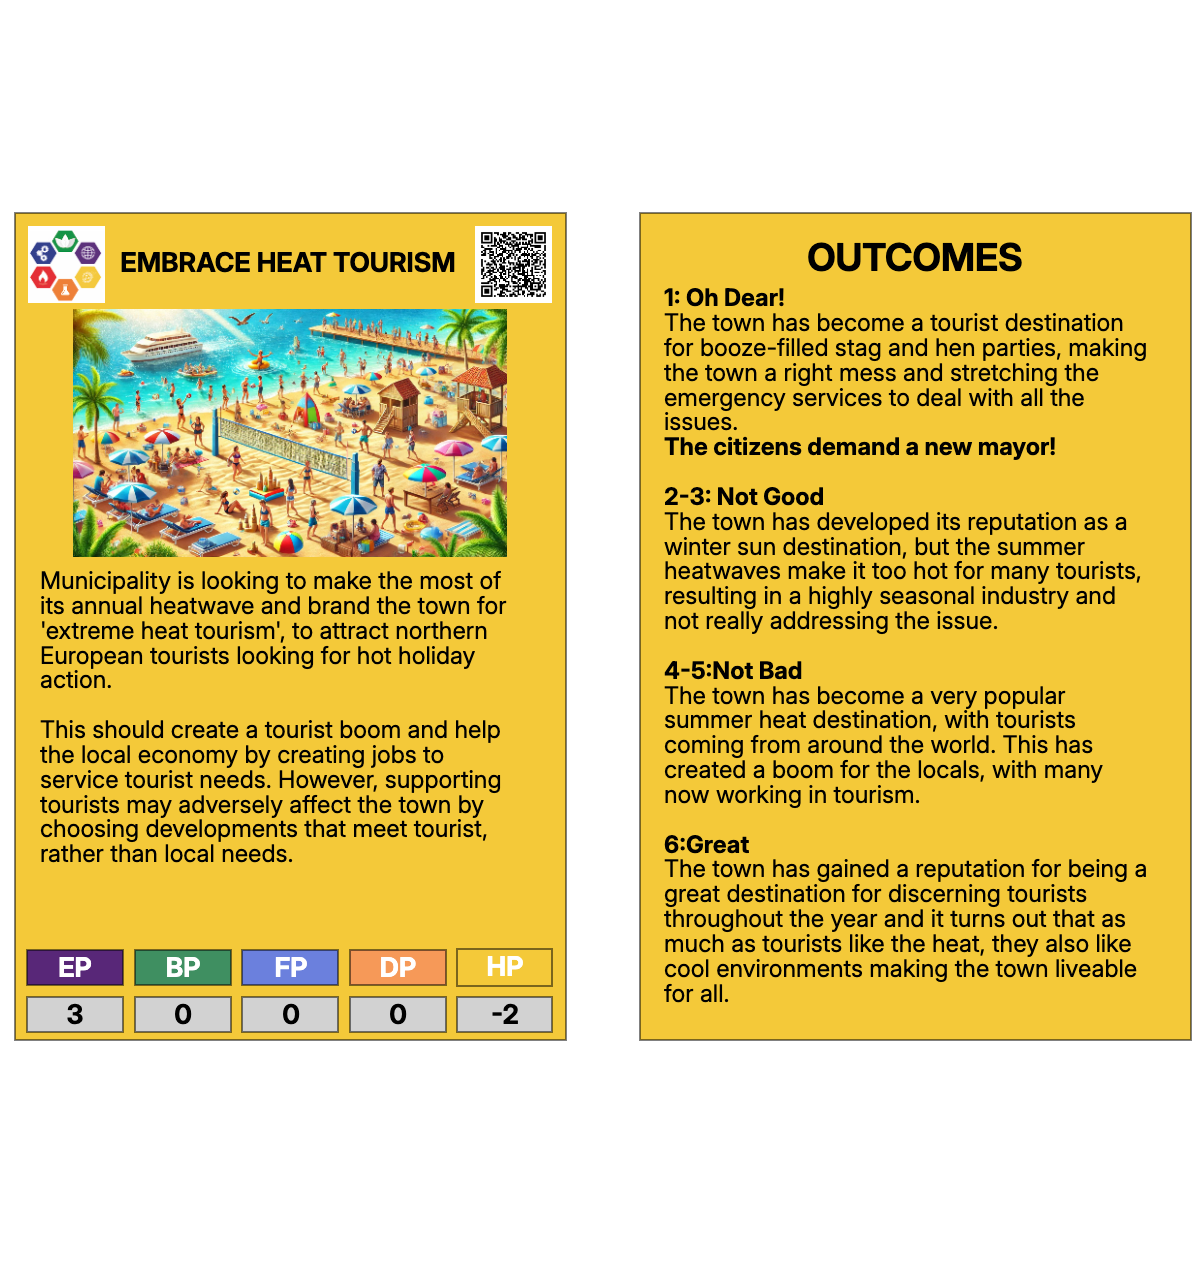 EMBRACE HEAT TOURISM
Municipality is looking to make the most of
its annual heatwave and brand the town for
'extreme heat tourism', to attract northern
European tourists looking for hot holiday
action.
This should create a tourist boom and help
the local economy by creating jobs to
service tourist needs. However, supporting
tourists may adversely affect the town by
choosing developments that meet tourist,
rather than local needs.
EP BP FP DP HP
3 0 0 0 -2
OUTCOMES
1: Oh Dear!
The town has become a tourist destination
for booze-filled stag and hen parties, making
the town a right mess and stretching the
emergency services to deal with all the
issues.
The citizens demand a new mayor!
2-3: Not Good
The town has developed its reputation as a
winter sun destination, but the summer
heatwaves make it too hot for many tourists,
resulting in a highly seasonal industry and
not really addressing the issue.
4-5:Not Bad
The town has become a very popular
summer heat destination, with tourists
coming from around the world. This has
created a boom for the locals, with many
now working in tourism.
6:Great
The town has gained a reputation for being a
great destination for discerning tourists
throughout the year and it turns out that as
much as tourists like the heat, they also like
cool environments making the town liveable
for all.